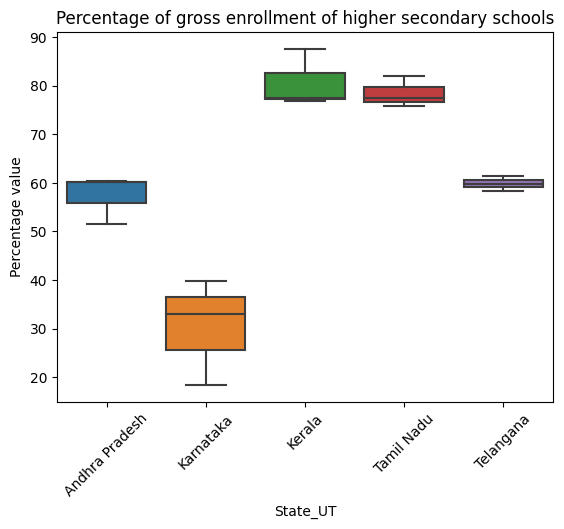 Percentage of gross enrollment of higher secondary schools
90
80
70
60
50
40
30
20
Percentage value
Andhra Pradesh
Karnataka
Kerala
Tamil Nadu
Telangana
State_UT